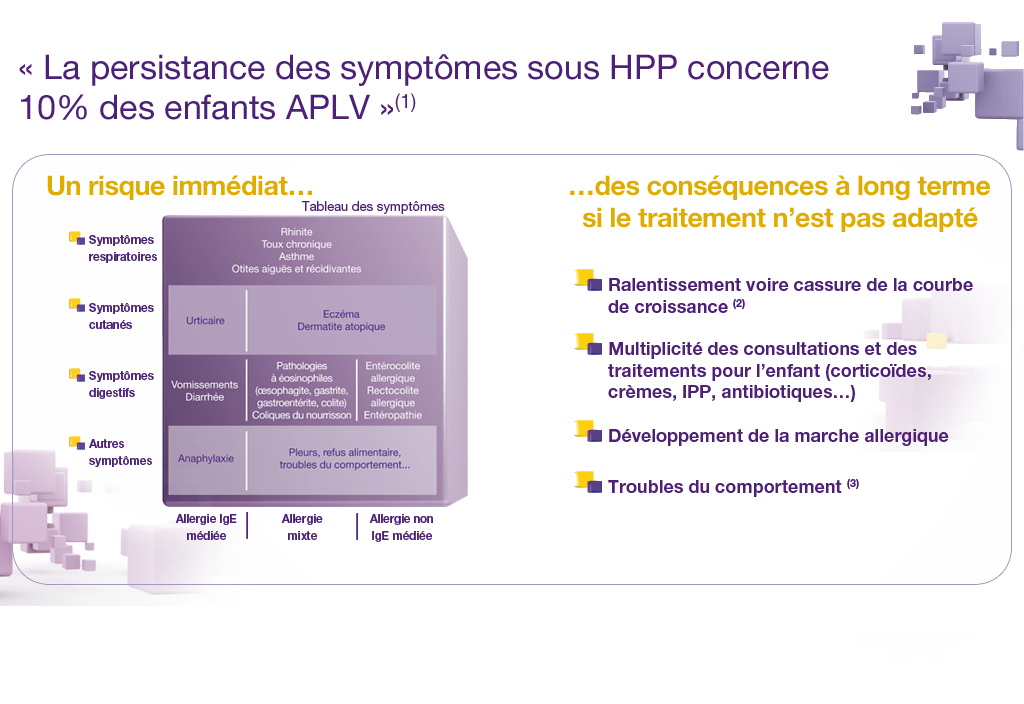 « La persistance des symptômes sous HPP concerne
10% des enfants APLV »(1)
Un risque immédiat…
Tableau des symptômes
Symptômes
respiratoires
Rhinite
Toux chronique
Asthme
Otites aiguës et récidivantes
Symptômes
cutanés
Urticaire
Eczéma
Dermatite atopique
Symptômes
digestifs
Vomissements
Diarrhée
Pathologies
à éosinophiles
(œsophagite, gastrite,
gastroentérite, colite)
Coliques du nourrisson
Entérocolite
allergique
Rectocolite
allergique
Entéropathie
Autres
symptômes
Anaphylaxie
Pleurs, refus alimentaire,
troubles du comportement...
Allergie IgE
médiée
Allergie
mixte
Allergie non
IgE médiée
…des conséquences à long terme
si le traitement n’est pas adapté
Ralentissement voire cassure de la courbe
de croissance (2)
Multiplicité des consultations et des
traitements pour l’enfant (corticoïdes,
crèmes, IPP, antibiotiques…)
Développement de la marche allergique
Troubles du comportement (3)